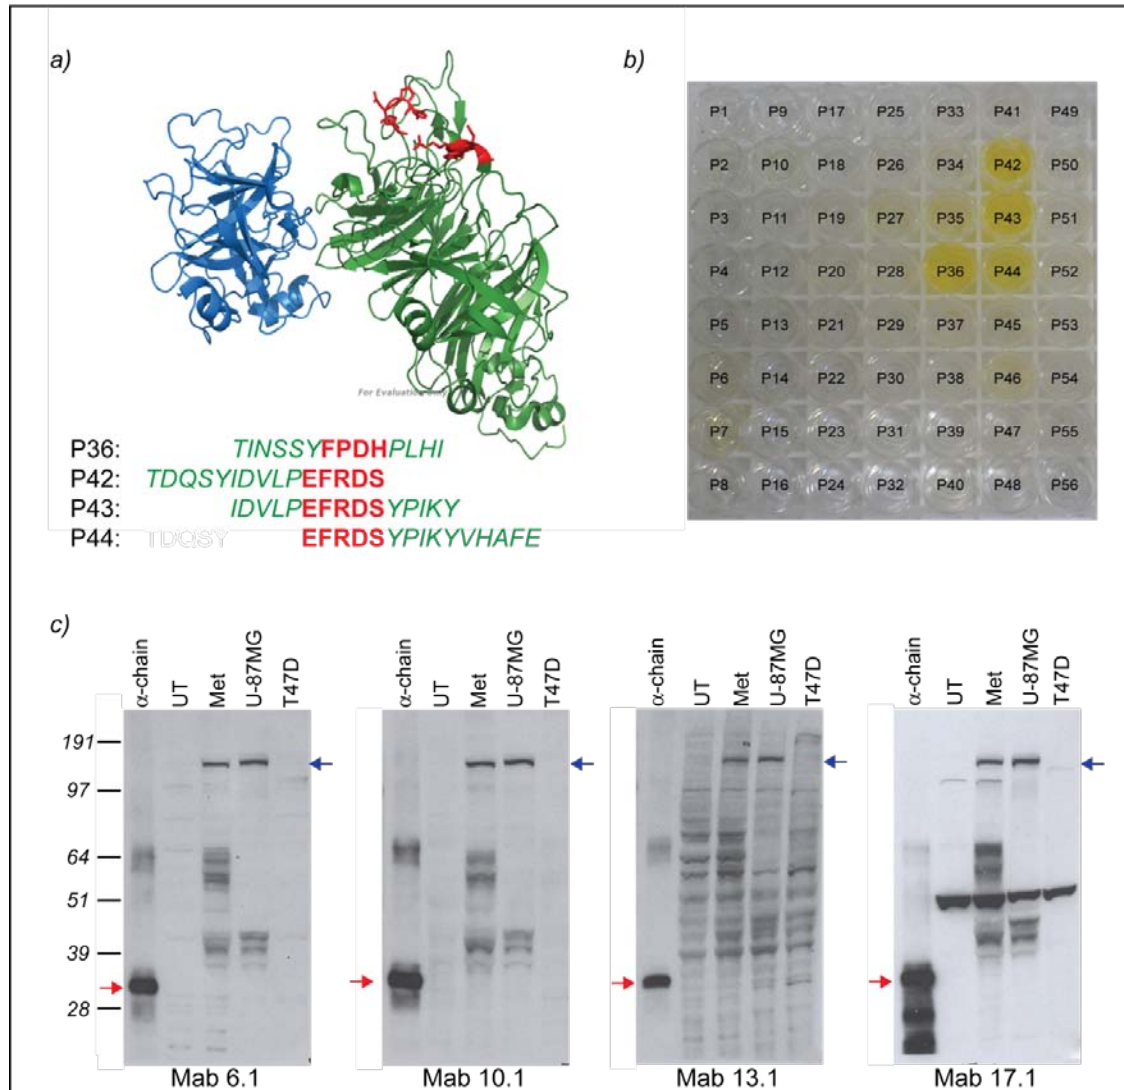 a)
For Evaluation
P36: TINSSYFPDHPLHI
P42: TDQSYIDVLPEFRDS
P43: IDVLPEFRDSYPIKY
P44: TDQSY EFRDSYPIKYVHAFE
b)
P1 P9 P17 P25 P33 P41 P49
P2 P10 P18 P26 P34 P42 P50
P3 P11 P19 P27 P35 P43 P51
P4 P12 P20 P28 P36 P44 P52
P5 P13 P21 P29 P37 P45 P53
P6 P14 P22 P30 P38 P46 P54
P7 P15 P23 P31 P39 P47 P55
P8 P16 P24 P32 P40 P48 P56
c)
α-chain UT Met U-87MG T47D
191
97
64
51
39
28
Mab 6.1
α-chain UT Met U-87MG T47D
Mab 10.1
α-chain UT Met U-87MG T47D
Mab 13.1
α-chain UT Met U-87MG T47D
Mab 17.1